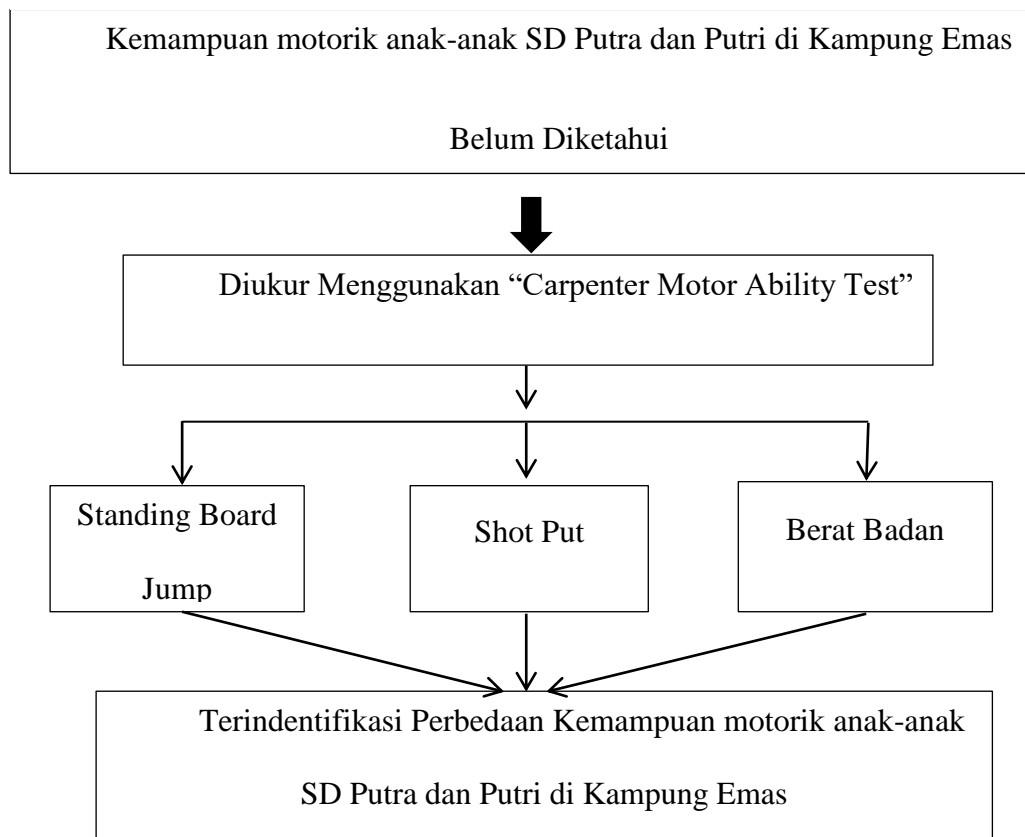 Kemampuan motorik anak-anak SD Putra dan Putri di Kampung Emas
Belum Diketahui
Diukur Menggunakan “Carpenter Motor Ability Test”
Standing Board
Jump
Shot Put
Berat Badan
Terindentifikasi Perbedaan Kemampuan motorik anak-anak
SD Putra dan Putri di Kampung Emas